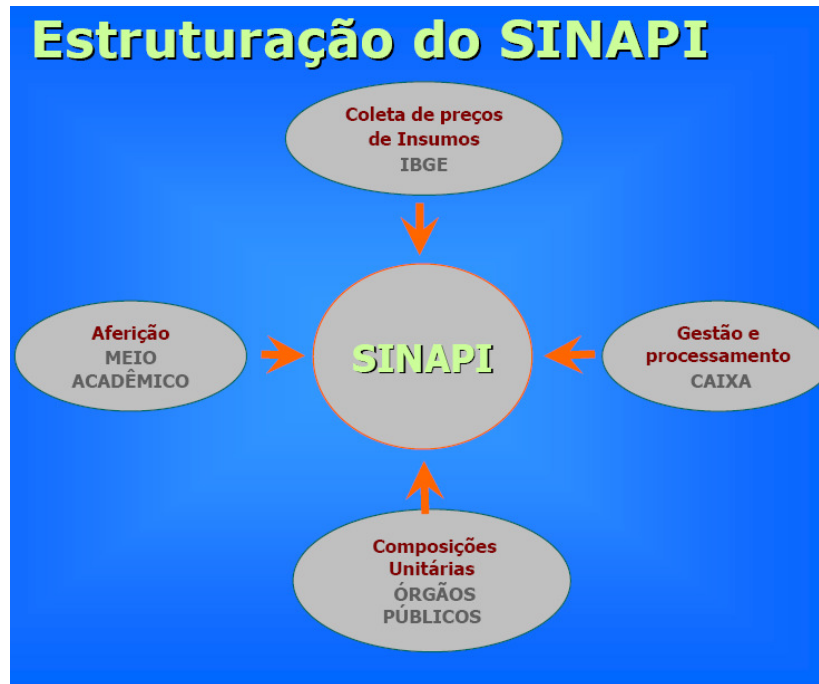 Estruturação do SINAPI
Coleta de preços
de Insumos
IBGE
Aferição
MEIO
ACADÊMICO
SINAPI
Gestão e
processamento
CAIXA
Composições
Unitárias
ÓRGÃOS
PÚBLICOS